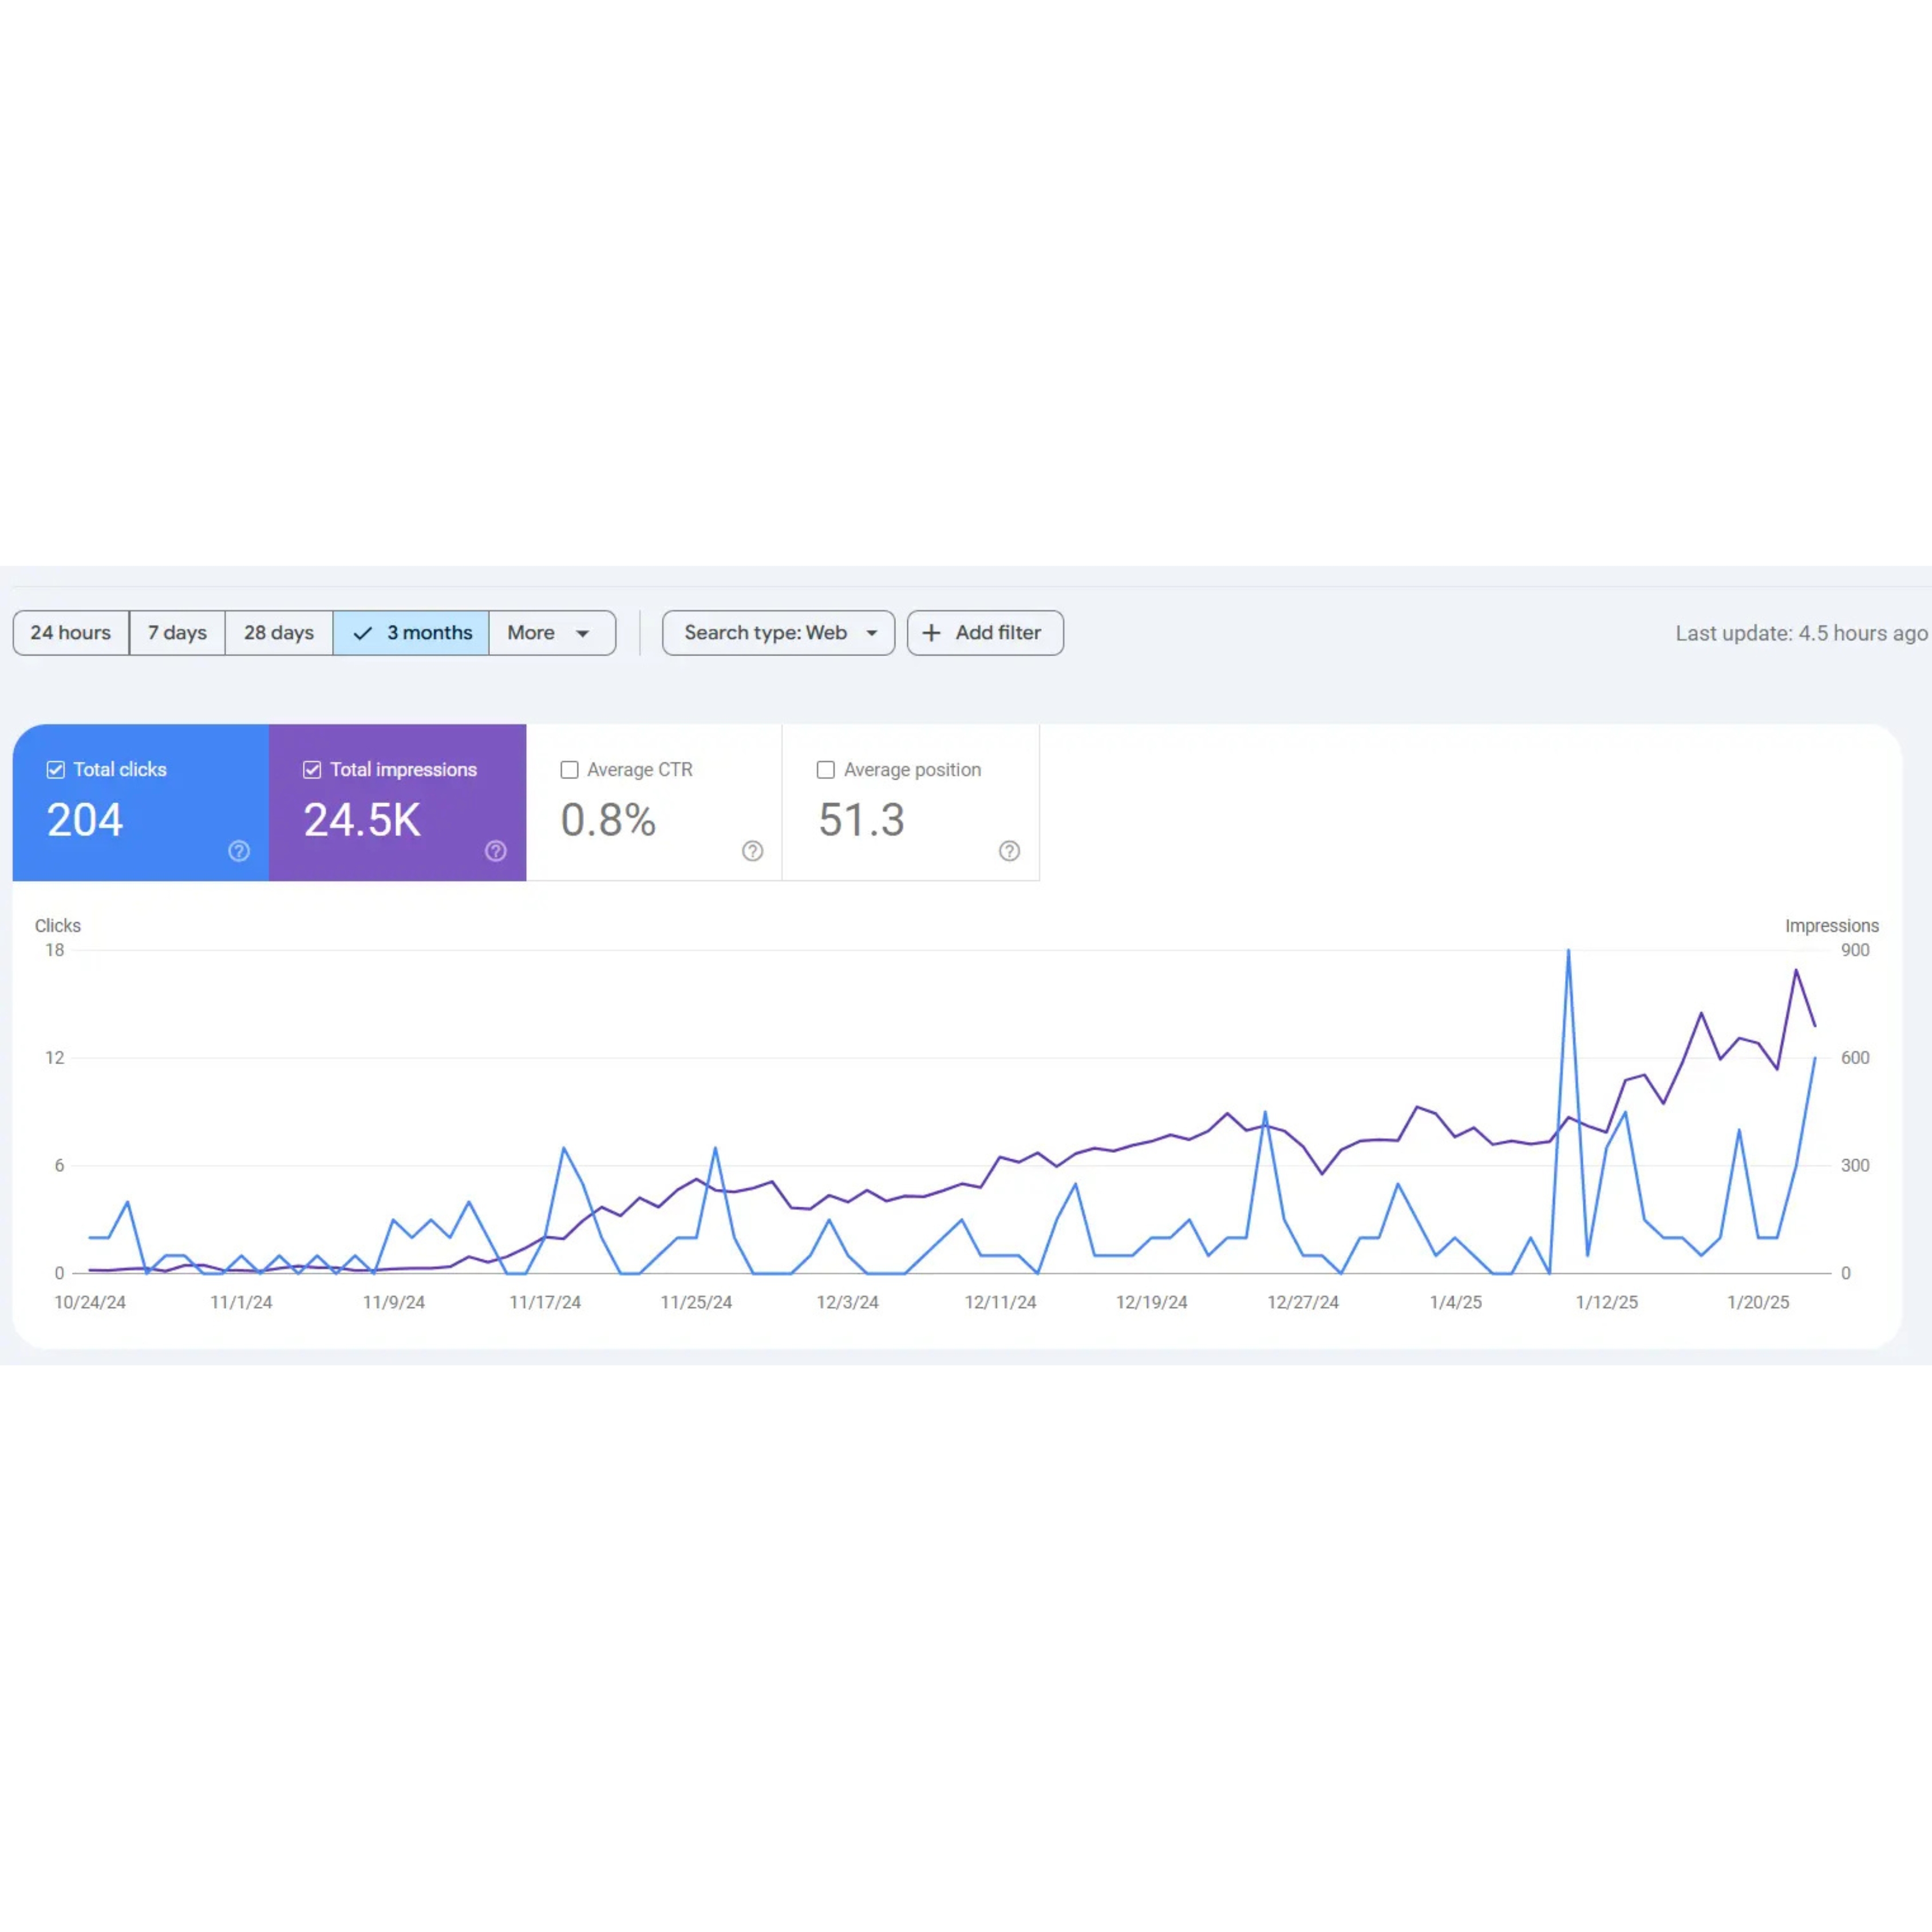 24 hours 7 days 28 days 3 months More Search type: Web Add filter Last update: 4.5 hours ago
Total clicks Total impressions Average CTR Average position
204 24.5K 0.8% 51.3
Clicks Impressions
18 900
12 600
6 300
0 0
10/24/24 11/1/24 11/9/24 11/17/24 11/25/24 12/3/24 12/11/24 12/19/24 12/27/24 1/4/25 1/12/25 1/20/25